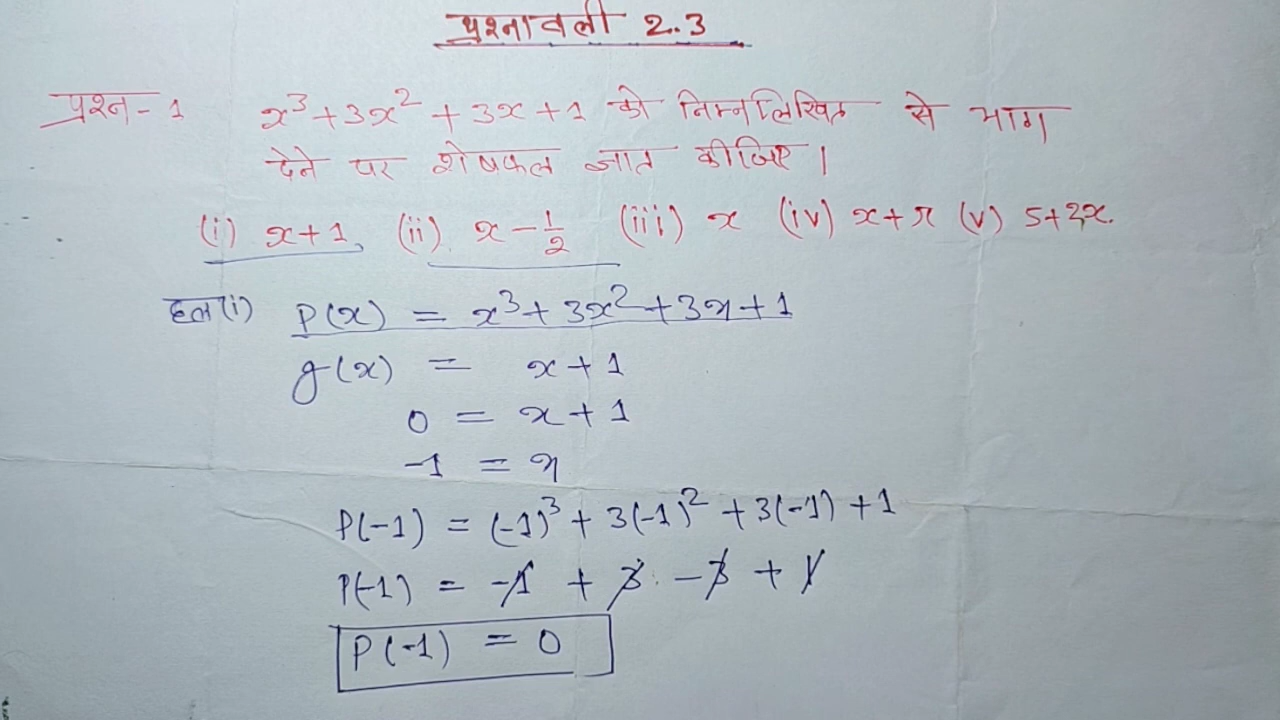 प्रश्नावली 2.3
प्रश्न-1 x³+3x²+3x+1 को निम्नलिखित से भाग
देने पर शेषफल ज्ञात कीजिए।
(i) x+1, (ii) x-1/2 (iii) x (iv) x+π (v) 5+2x.
हल(i) P(x) = x³+3x²+3x+1
g(x) = x+1
0 = x+1
-1 = x
P(-1) = (-1)³+3(-1)²+3(-1)+1
P(-1) = -1+3-3+1
P(-1) = 0